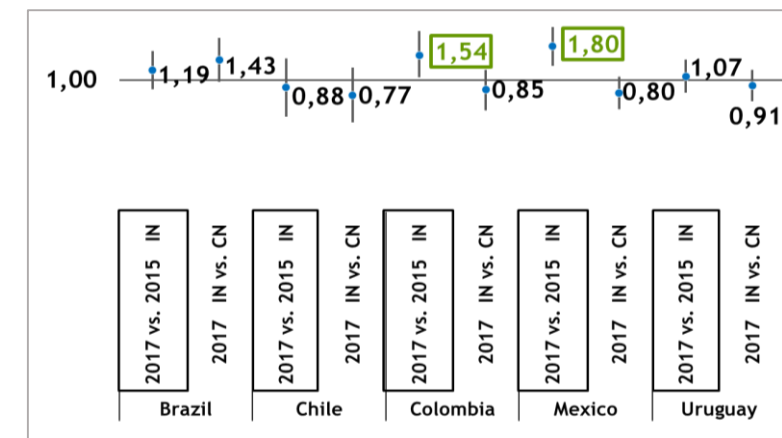 1,00
1,19
1,43
0,88
0,77
1,54
0,85
1,80
0,80
1,07
0,91
2017 vs. 2015 IN
2017 IN vs. CN
2017 vs. 2015 IN
2017 IN vs. CN
2017 vs. 2015 IN
2017 IN vs. CN
2017 vs. 2015 IN
2017 IN vs. CN
2017 vs. 2015 IN
2017 IN vs. CN
Brazil
Chile
Colombia
Mexico
Uruguay